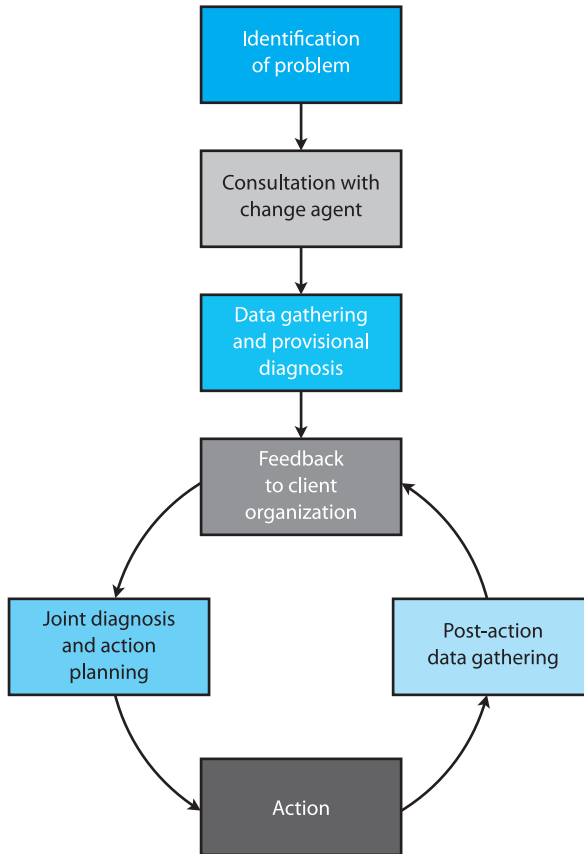 Identification
of problem
Consultation with
change agent
Data gathering
and provisional
diagnosis
Feedback
to client
organization
Joint diagnosis
and action
planning
Post-action
data gathering
Action